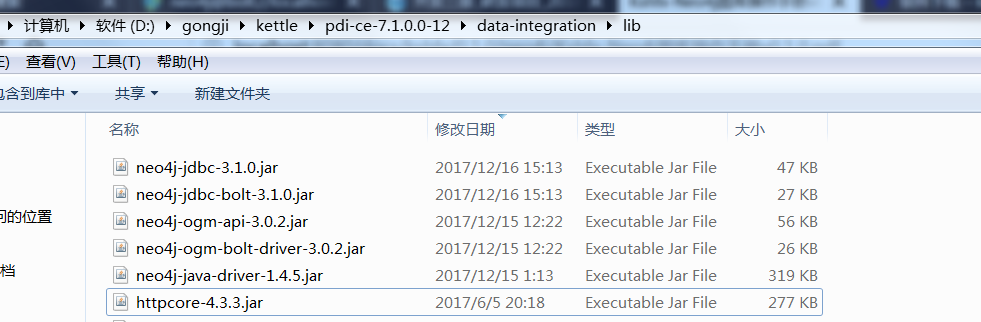 计算机 软件 (D:) gongji kettle pdi-ce-7.1.0.0-12 data-integration lib
查看(V) 工具(T) 帮助(H)
含到库中 共享 新建文件夹
名称 修改日期 类型 大小
neo4j-jdbc-3.1.0.jar 2017/12/16 15:13 Executable Jar File 47 KB
neo4j-jdbc-bolt-3.1.0.jar 2017/12/16 15:13 Executable Jar File 27 KB
neo4j-ogm-api-3.0.2.jar 2017/12/15 12:22 Executable Jar File 56 KB
问的位置
neo4j-ogm-bolt-driver-3.0.2.jar 2017/12/15 12:22 Executable Jar File 26 KB
档
neo4j-java-driver-1.4.5.jar 2017/12/15 1:13 Executable Jar File 319 KB
httpcore-4.3.3.jar 2017/6/5 20:18 Executable Jar File 277 KB